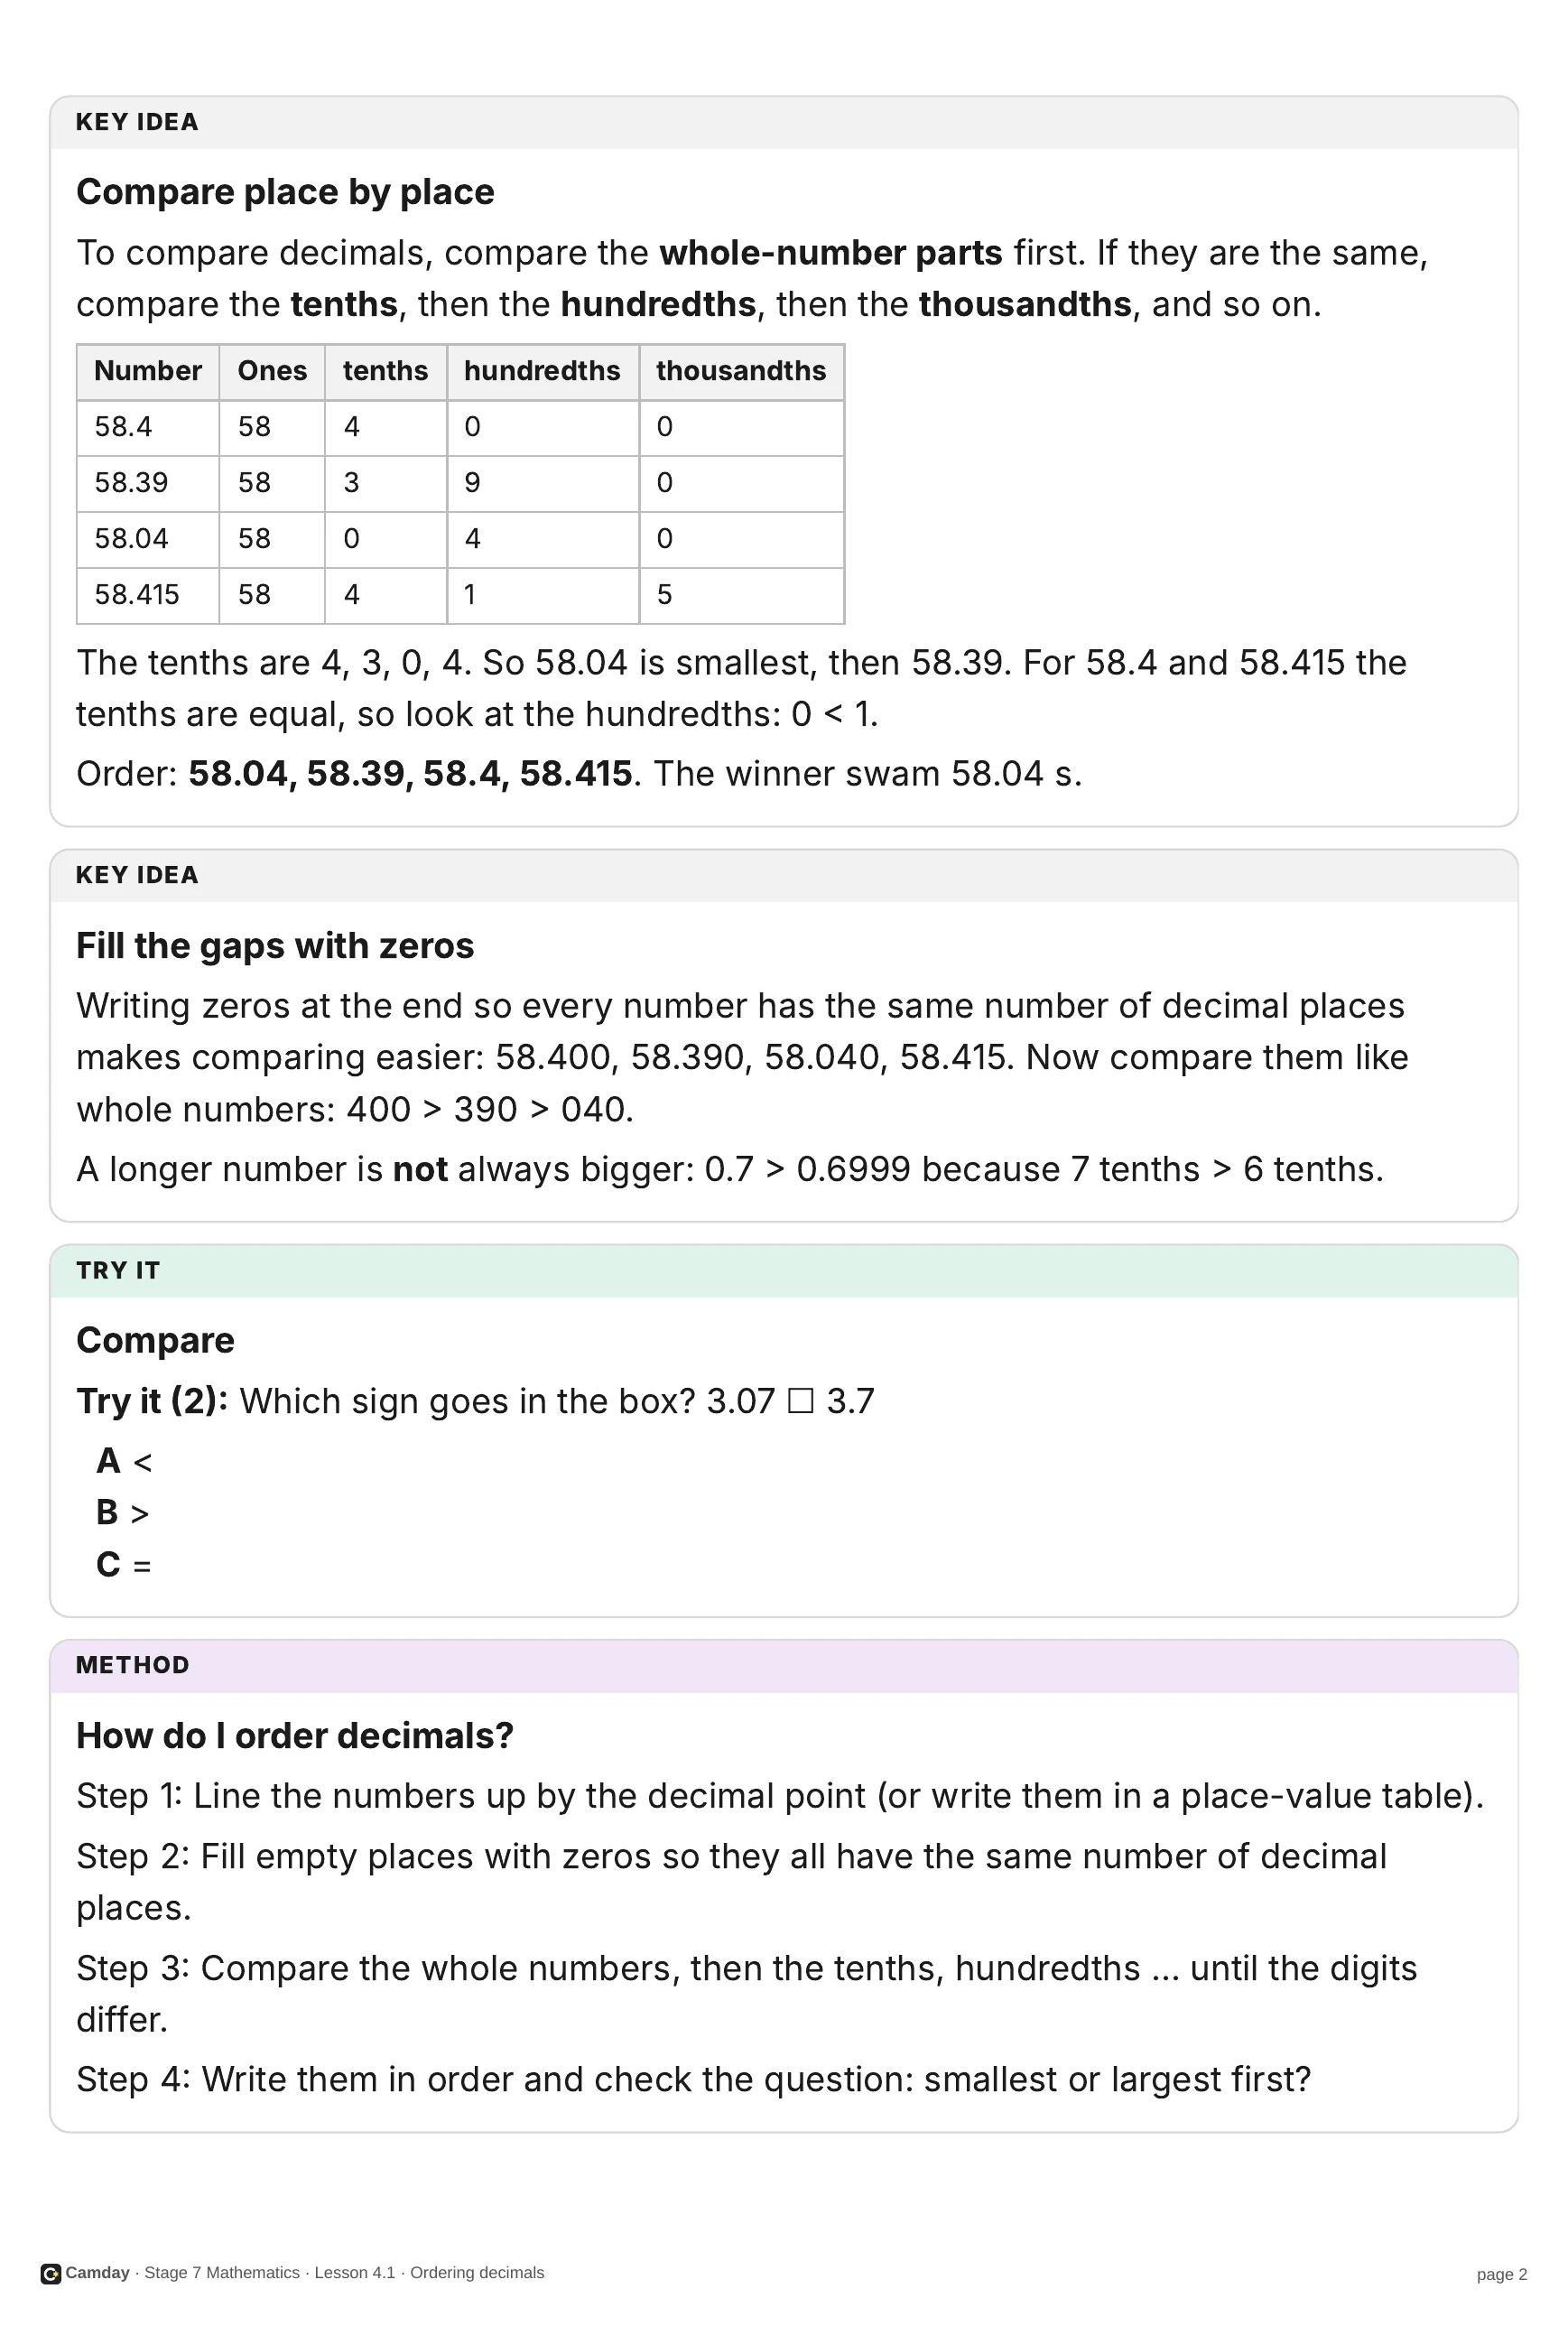 KEY IDEA
Compare place by place
To compare decimals, compare the whole-number parts first. If they are the same,
compare the tenths, then the hundredths, then the thousandths, and so on.
Number Ones tenths hundredths thousandths
58.4 58 4 0 0
58.39 58 3 9 0
58.04 58 0 4 0
58.415 58 4 1 5
The tenths are 4, 3, 0, 4. So 58.04 is smallest, then 58.39. For 58.4 and 58.415 the
tenths are equal, so look at the hundredths: 0 < 1.
Order: 58.04, 58.39, 58.4, 58.415. The winner swam 58.04 s.
KEY IDEA
Fill the gaps with zeros
Writing zeros at the end so every number has the same number of decimal places
makes comparing easier: 58.400, 58.390, 58.040, 58.415. Now compare them like
whole numbers: 400 > 390 > 040.
A longer number is not always bigger: 0.7 > 0.6999 because 7 tenths > 6 tenths.
TRY IT
Compare
Try it (2): Which sign goes in the box? 3.07 □ 3.7
A <
B >
C =
METHOD
How do I order decimals?
Step 1: Line the numbers up by the decimal point (or write them in a place-value table).
Step 2: Fill empty places with zeros so they all have the same number of decimal
places.
Step 3: Compare the whole numbers, then the tenths, hundredths … until the digits
differ.
Step 4: Write them in order and check the question: smallest or largest first?
Camday · Stage 7 Mathematics · Lesson 4.1 · Ordering decimals
page 2